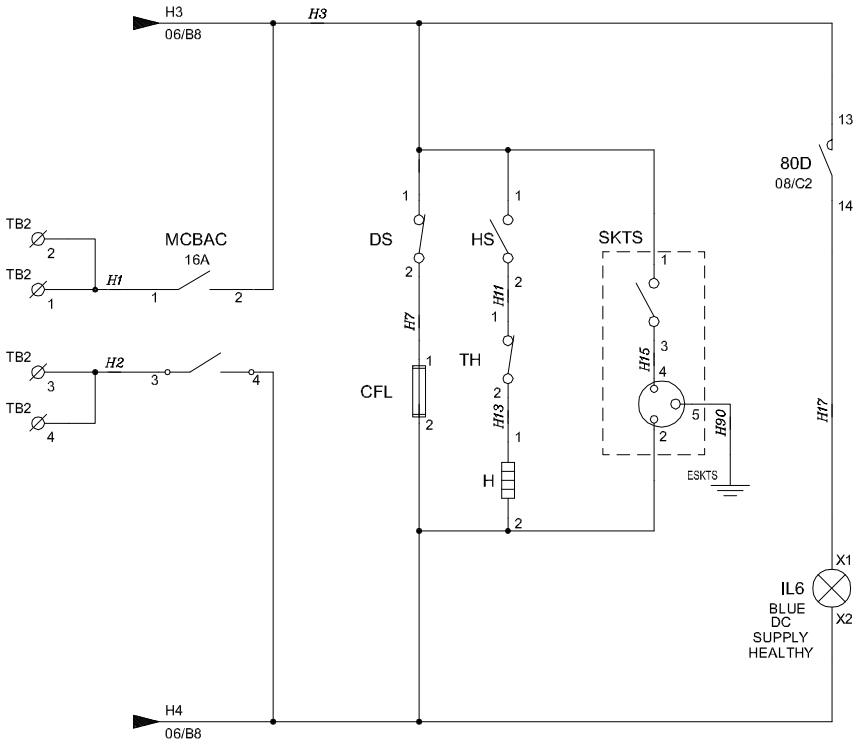 H3
06/B8
H3
13
80D
08/C2
14
1
1
DS
HS
SKTS
2
2
1
TB2
2
MCBAC
16A
TB2
1
H1
1
2
H7
H11
1
TH
2
H13
3
H15
4
5
H90
2
H17
TB2
3
H2
3
4
TB2
4
CFL
1
2
1
H
2
ESKTS
X1
IL6
X2
BLUE
DC
SUPPLY
HEALTHY
H4
06/B8